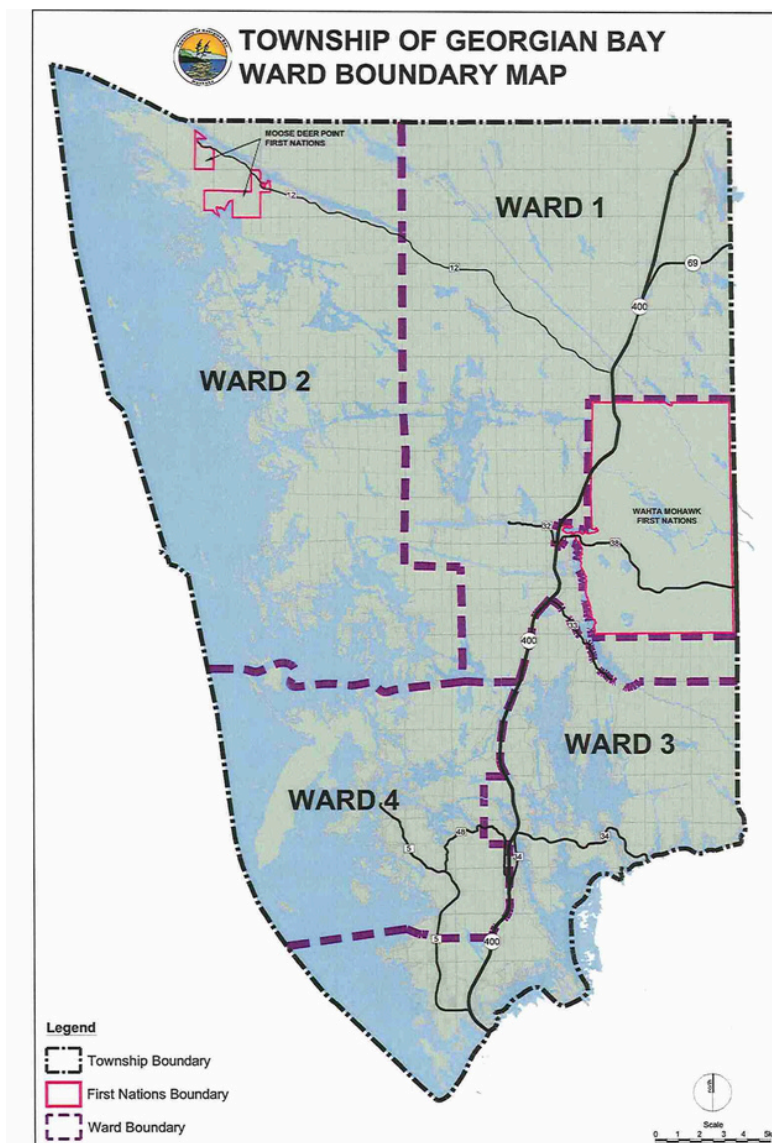 TOWNSHIP OF GEORGIAN BAY
WARD BOUNDARY MAP
MOOSE DEER POINT
FIRST NATIONS
12
WARD 1
12
69
400
WARD 2
WAHTA MOHAWK
FIRST NATIONS
32
38
400
WARD 3
WARD 4
48
34
5
34
5
400
Legend
Township Boundary
First Nations Boundary
Ward Boundary
Scale
0 1 2 3 4 5